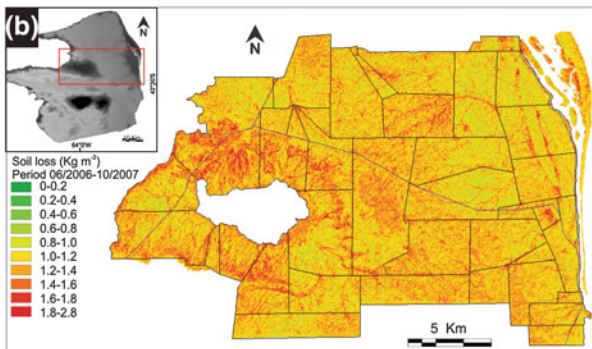 (b)
N
N
42°20'S
64°0'W
Soil loss (Kg m⁻²)
Period 06/2006-10/2007
0-0.2
0.2-0.4
0.4-0.6
0.6-0.8
0.8-1.0
1.0-1.2
1.2-1.4
1.4-1.6
1.6-1.8
1.8-2.8
5 Km